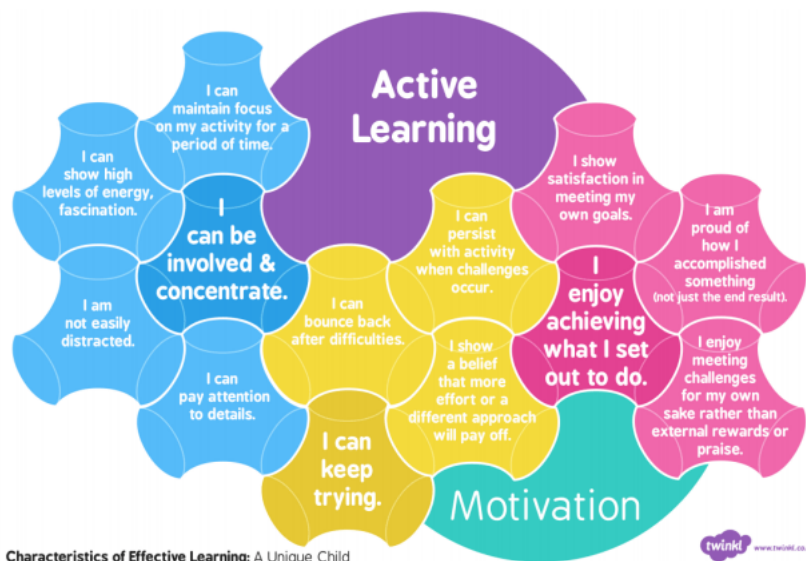 Active
Learning
I can
maintain focus
on my activity for a
period of time.
I can
show high
levels of energy,
fascination.
I
can be
involved &
concentrate.
I am
not easily
distracted.
I can
pay attention
to details.
I can
bounce back
after difficulties.
I can
persist
with activity
when challenges
occur.
I show
a belief
that more
effort or a
different approach
will pay off.
I can
keep
trying.
I show
satisfaction in
meeting my
own goals.
I am
proud of
how I
accomplished
something
(not just the end result).
I
enjoy
achieving
what I set
out to do.
I enjoy
meeting
challenges
for my own
sake rather than
external rewards or
praise.
Motivation
Characteristics of Effective Learning: A Unique Child
twinkl www.twinkl.co